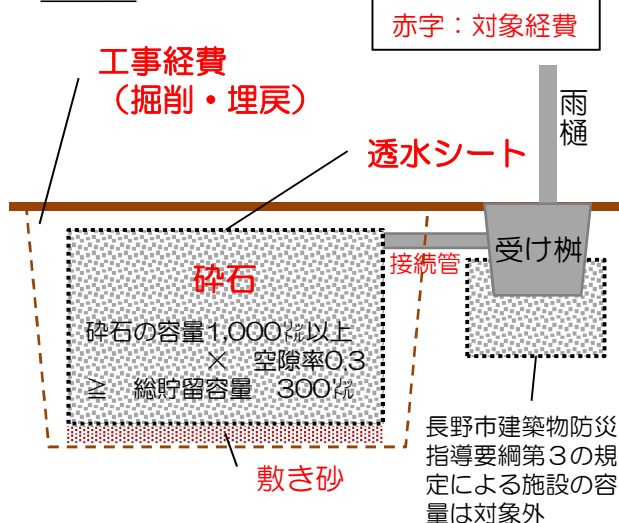 赤字：対象経費
工事経費
（掘削・埋戻）
雨樋
透水シート
受け桝
接続管
砕石
砕石の容量1,000㍑以上
× 空隙率0.3
≧ 総貯留容量 300㍑
敷き砂
長野市建築物防災
指導要綱第３の規
定による施設の容
量は対象外